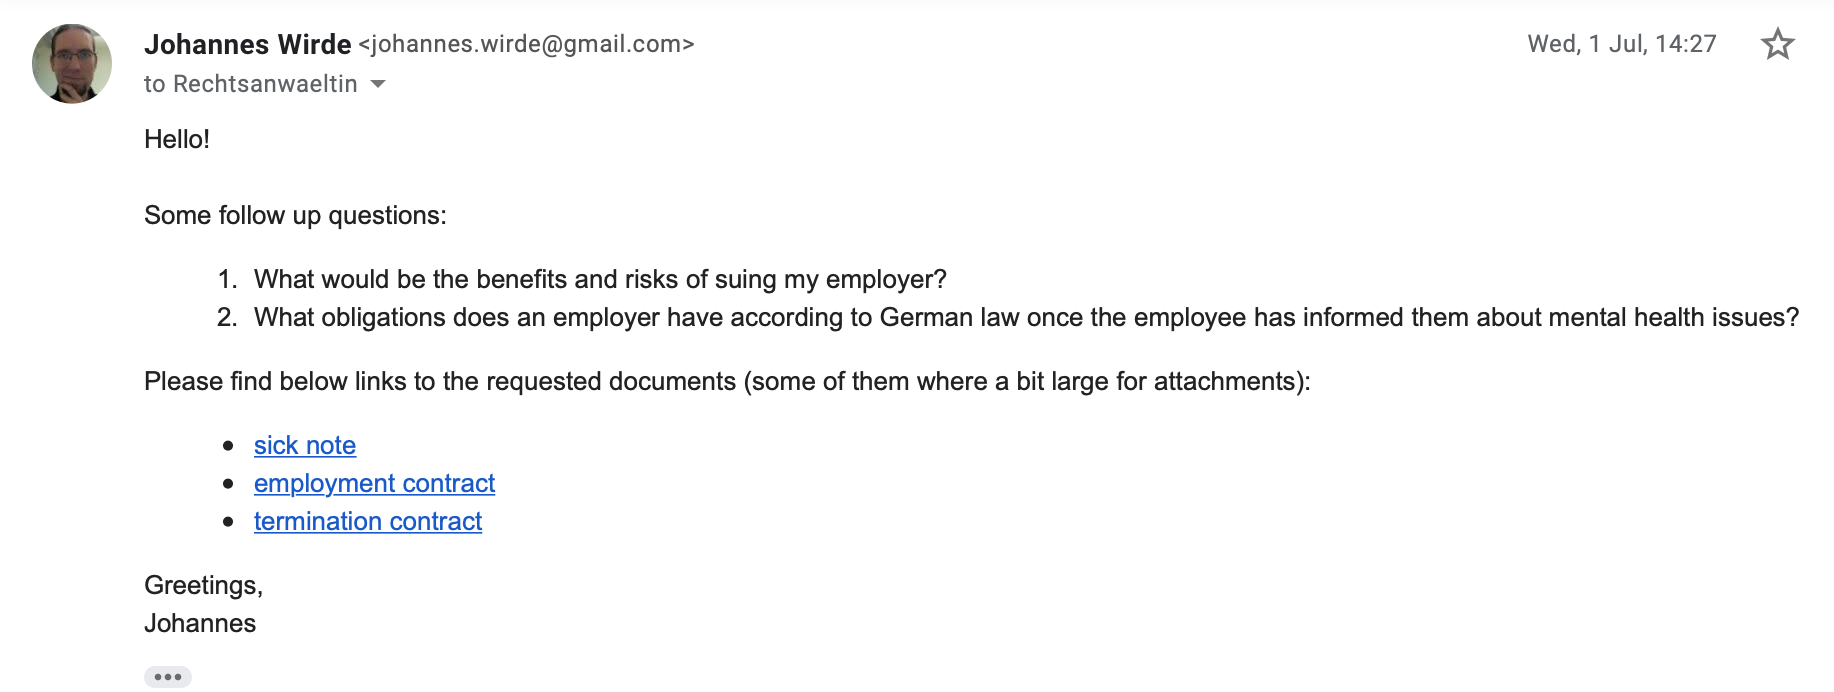 Johannes Wirde <johannes.wirde@gmail.com> Wed, 1 Jul, 14:27
to Rechtsanwaeltin
Hello!
Some follow up questions:
1. What would be the benefits and risks of suing my employer?
2. What obligations does an employer have according to German law once the employee has informed them about mental health issues?
Please find below links to the requested documents (some of them where a bit large for attachments):
• sick note
• employment contract
• termination contract
Greetings,
Johannes